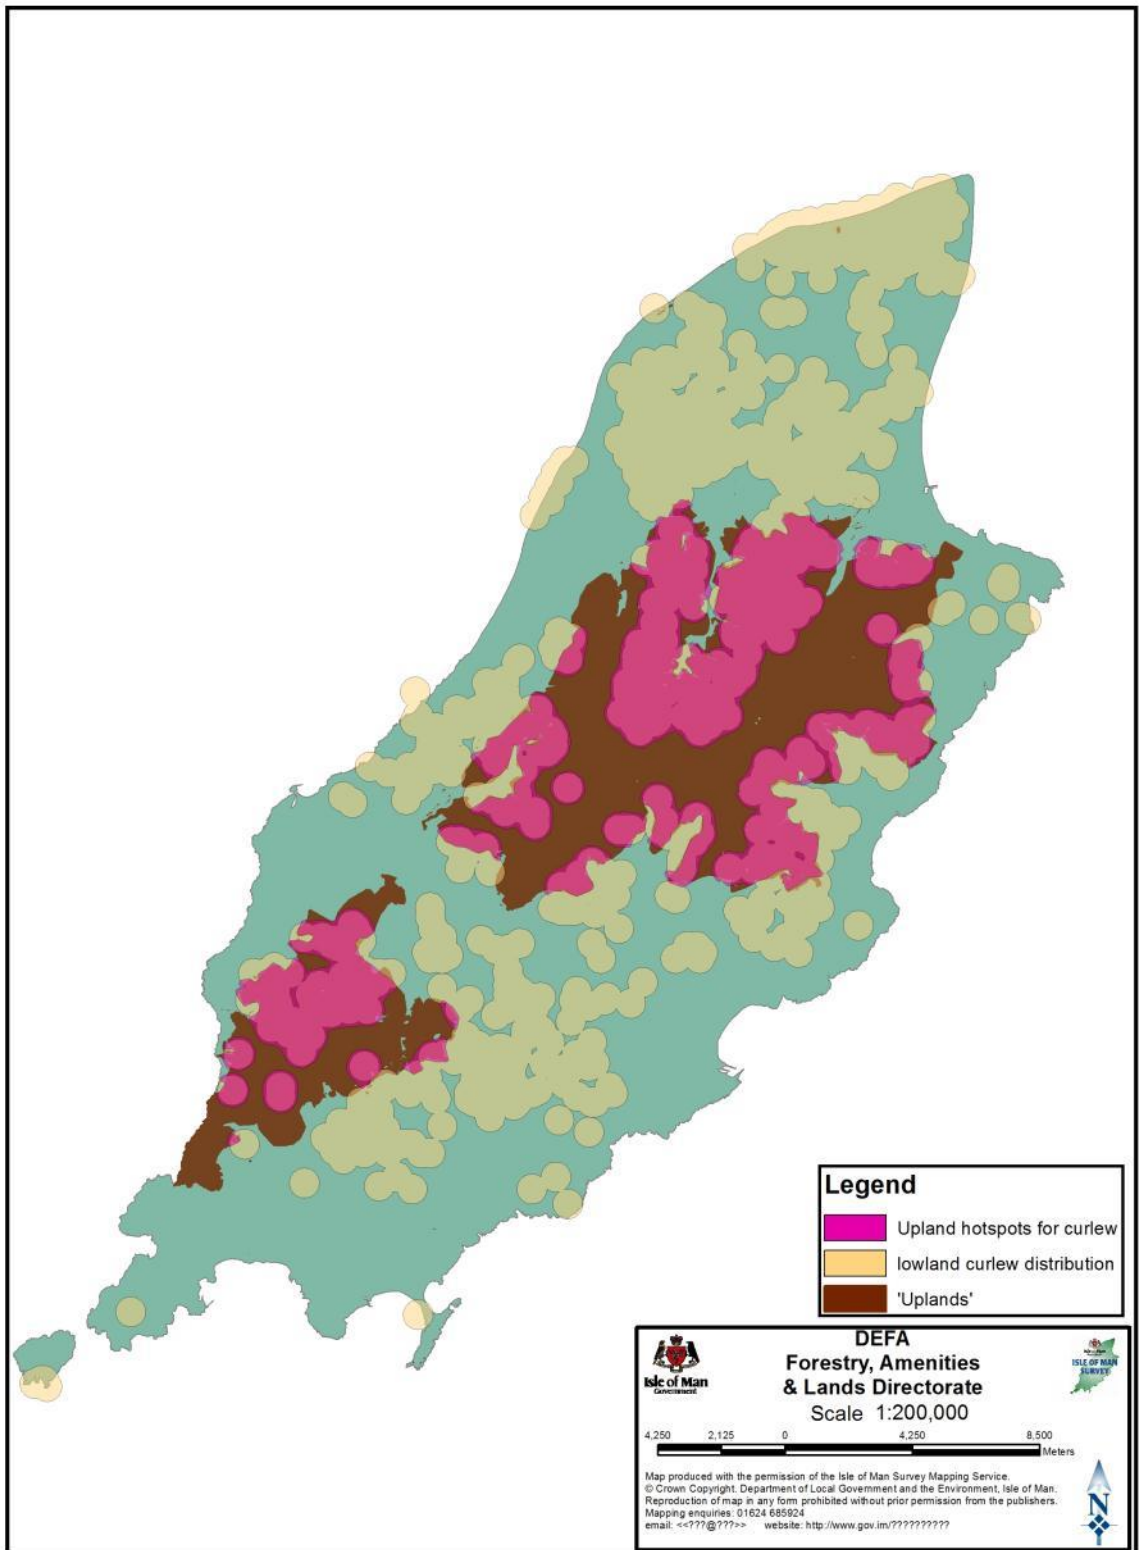 Legend
Upland hotspots for curlew
lowland curlew distribution
'Uplands'
DEFA
Forestry, Amenities
& Lands Directorate
Scale 1:200,000
Isle of Man
Government
ISLE OF MAN
SURVEY
4,250 2,125 0 4,250 8,500
Meters
Map produced with the permission of the Isle of Man Survey Mapping Service.
© Crown Copyright. Department of Local Government and the Environment, Isle of Man.
Reproduction of map in any form prohibited without prior permission from the publishers.
Mapping enquiries: 01624 685924
email: <<???@???>> website: http://www.gov.im/??????????
N